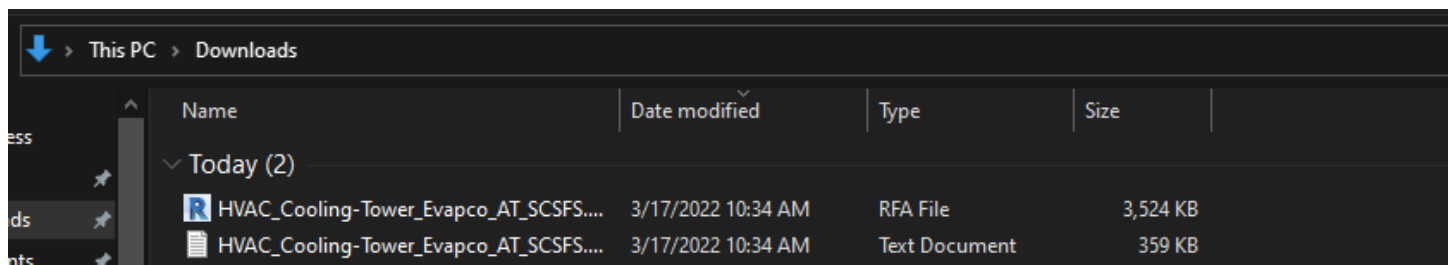 This PC > Downloads
Name Date modified Type Size
ess
Today (2)
HVAC_Cooling-Tower_Evapco_AT_SCSFS.... 3/17/2022 10:34 AM RFA File 3,524 KB
ds
HVAC_Cooling-Tower_Evapco_AT_SCSFS.... 3/17/2022 10:34 AM Text Document 359 KB
nts